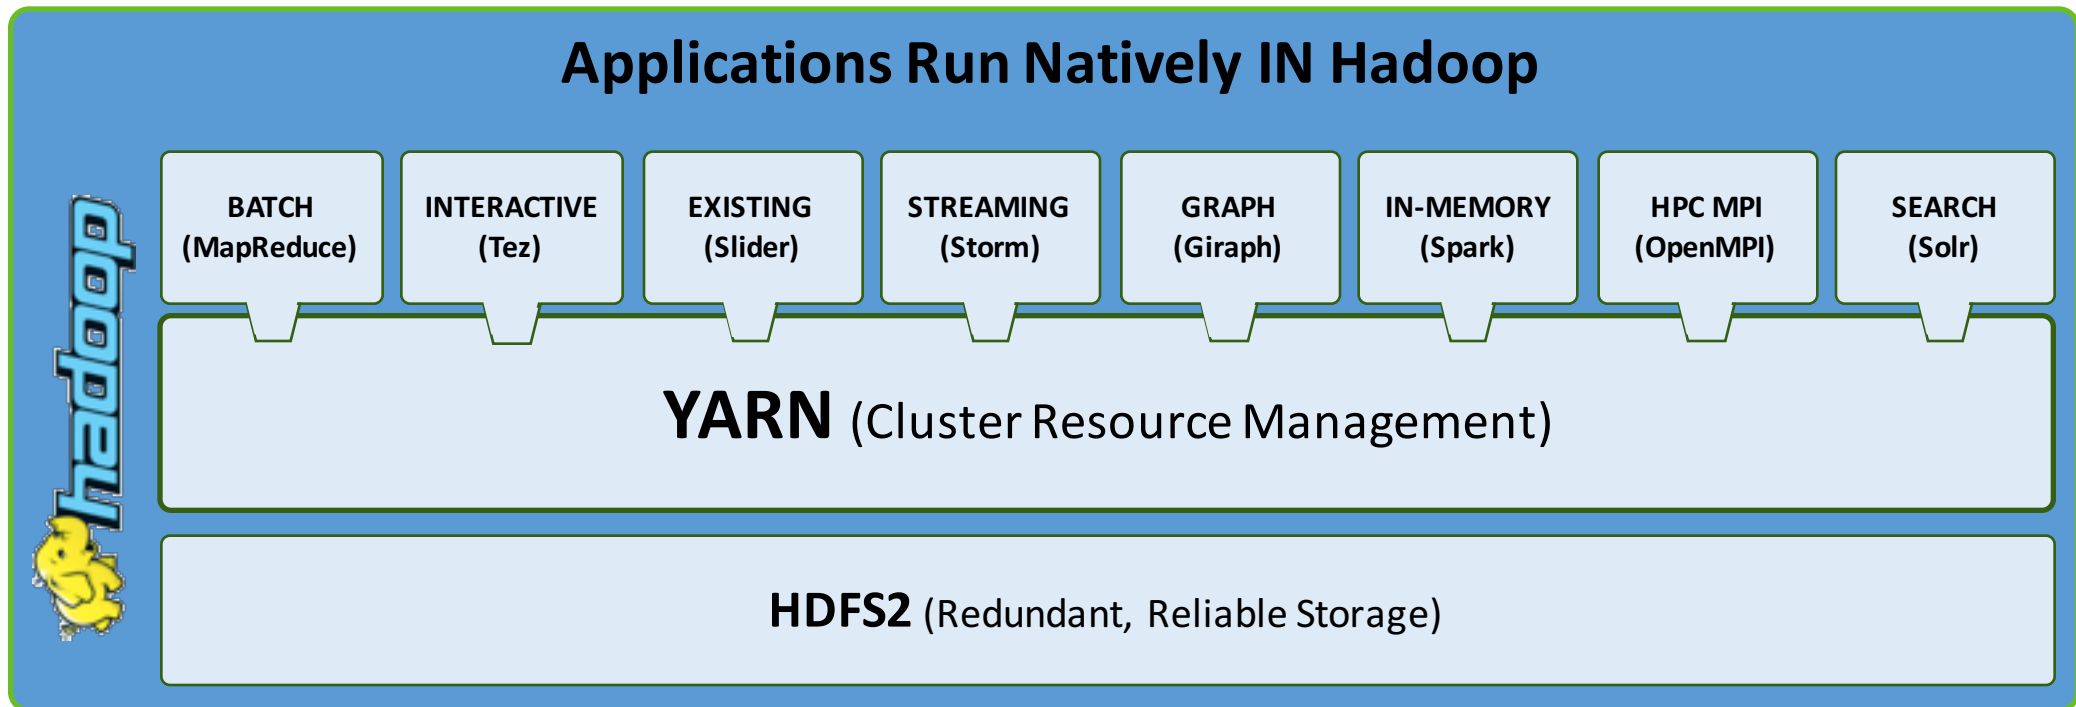 Applications Run Natively IN Hadoop
BATCH
(MapReduce)
INTERACTIVE
(Tez)
EXISTING
(Slider)
STREAMING
(Storm)
GRAPH
(Giraph)
IN-MEMORY
(Spark)
HPC MPI
(OpenMPI)
SEARCH
(Solr)
hadoop
YARN (Cluster Resource Management)
HDFS2 (Redundant, Reliable Storage)